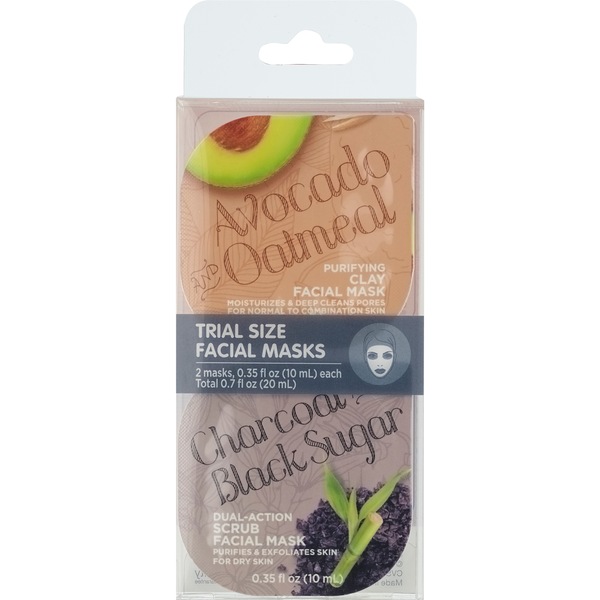 Avocado
AND Oatmeal
PURIFYING
CLAY
FACIAL MASK
MOISTURIZES & DEEP CLEANS PORES
FOR NORMAL TO COMBINATION SKIN
TRIAL SIZE
FACIAL MASKS
2 masks, 0.35 fl oz (10 mL) each
Total 0.7 fl oz (20 mL)
Charcoal
Black Sugar
DUAL-ACTION
SCRUB
FACIAL MASK
PURIFIES & EXFOLIATES SKIN
FOR DRY SKIN
0.35 fl oz (10 mL)
Made